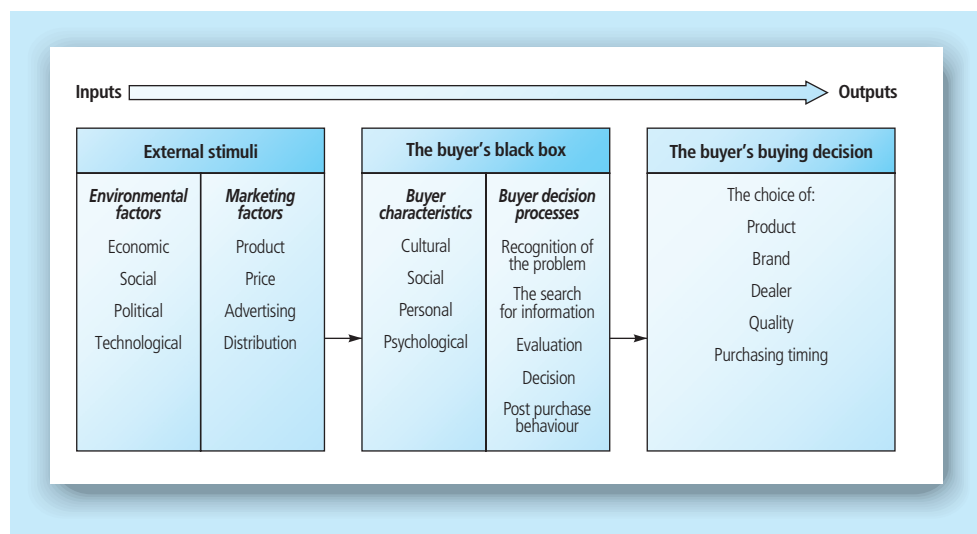 Inputs
Outputs
External stimuli
Environmental
factors
Economic
Social
Political
Technological
Marketing
factors
Product
Price
Advertising
Distribution
The buyer's black box
Buyer
characteristics
Cultural
Social
Personal
Psychological
Buyer decision
processes
Recognition of
the problem
The search
for information
Evaluation
Decision
Post purchase
behaviour
The buyer's buying decision
The choice of:
Product
Brand
Dealer
Quality
Purchasing timing